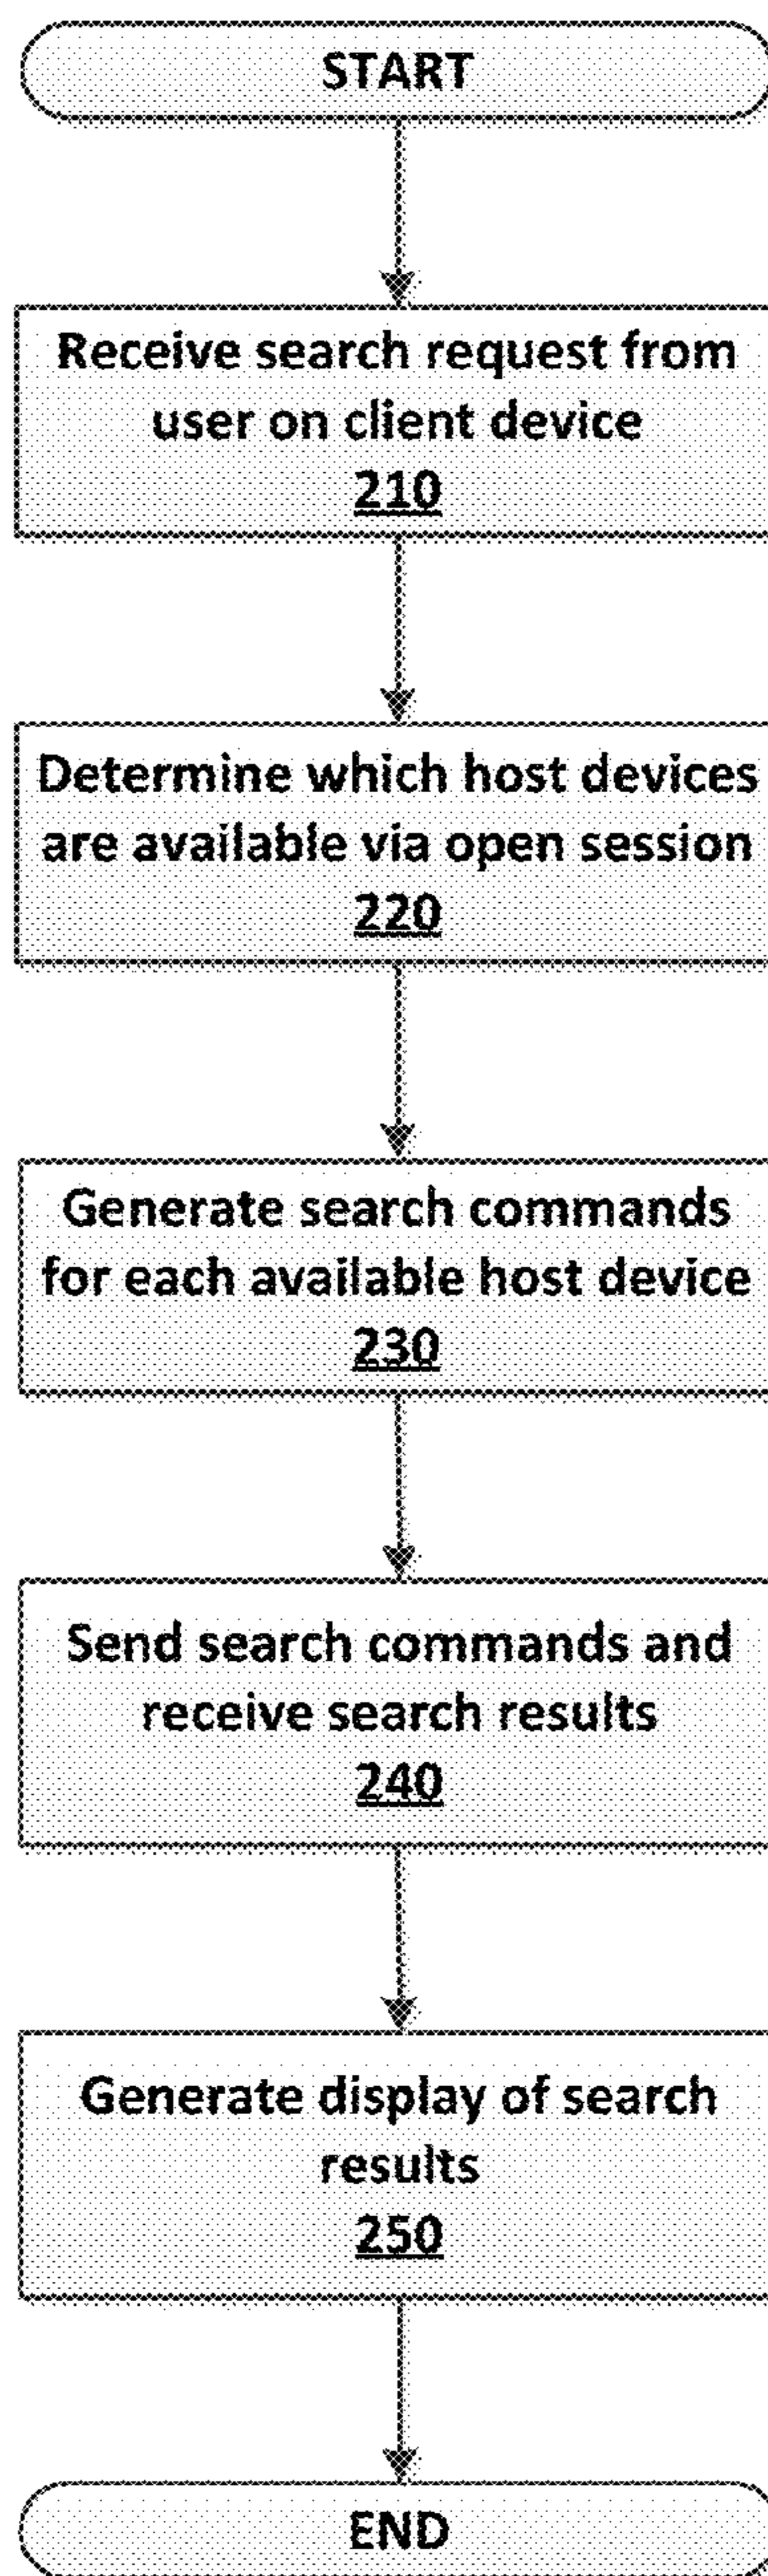 START
Receive search request from
user on client device
210
Determine which host devices
are available via open session
220
Generate search commands
for each available host device
230
Send search commands and
receive search results
240
Generate display of search
results
250
END